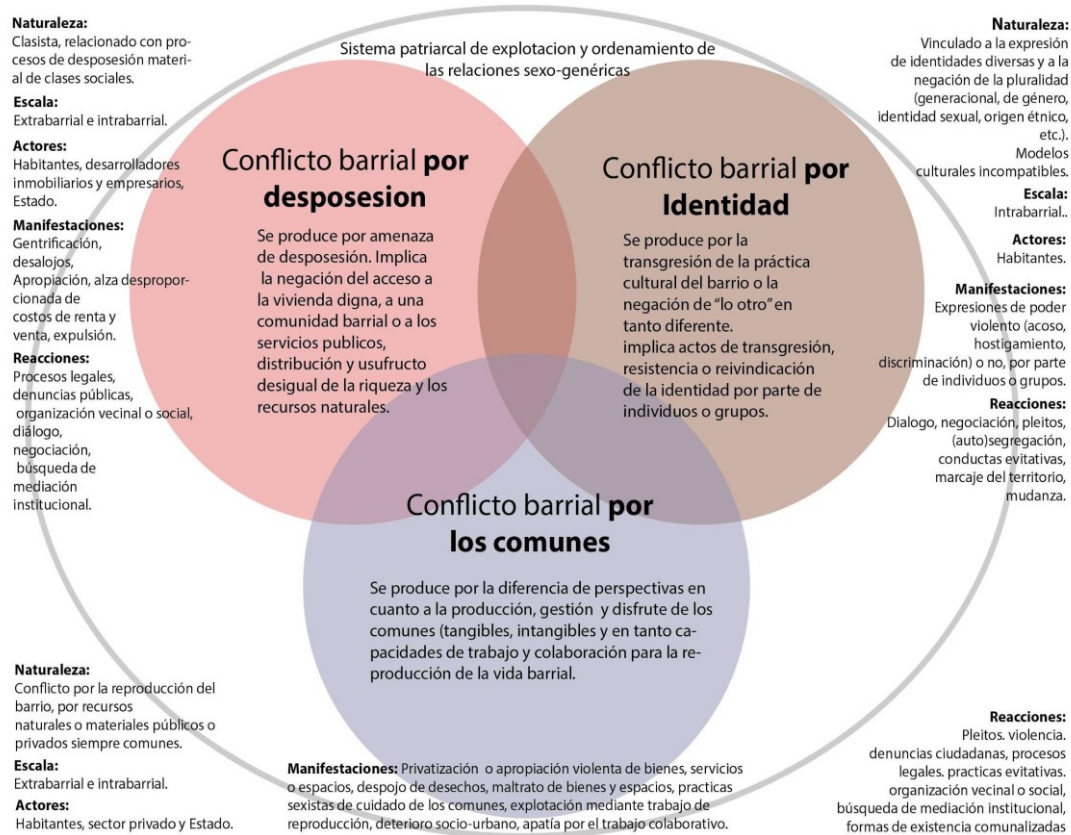 Sistema patriarcal de explotacion y ordenamiento de
las relaciones sexo-genéricas
Naturaleza:
Clasista, relacionado con pro-
cesos de desposesión materi-
al de clases sociales.
Escala:
Extrabarrial e intrabarrial.
Actores:
Habitantes, desarrolladores
inmobiliarios y empresarios,
Estado.
Manifestaciones:
Gentrificación,
desalojos,
Apropiación, alza despropor-
cionada de
costos de renta y
venta, expulsión.
Reacciones:
Procesos legales,
denuncias públicas,
organización vecinal o social,
diálogo,
negociación,
búsqueda de
mediación
institucional.
Conflicto barrial por
desposesion
Se produce por amenaza
de desposesión. Implica
la negación del acceso a
la vivienda digna, a una
comunidad barrial o a los
servicios publicos,
distribución y usufructo
desigual de la riqueza y los
recursos naturales.
Conflicto barrial por
Identidad
Se produce por la
transgresión de la práctica
cultural del barrio o la
negación de “lo otro” en
tanto diferente.
implica actos de transgresión,
resistencia o reivindicación
de la identidad por parte de
individuos o grupos.
Naturaleza:
Vinculado a la expresión
de identidades diversas y a la
negación de la pluralidad
(generacional, de género,
identidad sexual, origen étnico,
etc.).
Modelos
culturales incompatibles.
Escala:
Intrabarrial..
Actores:
Habitantes.
Manifestaciones:
Expresiones de poder
violento (acoso,
hostigamiento,
discriminación) o no, por parte
de individuos o grupos.
Reacciones:
Dialogo, negociación, pleitos,
(auto)segregación,
conductas evitativas,
marcaje del territorio,
mudanza.
Conflicto barrial por
los comunes
Se produce por la diferencia de perspectivas en
cuanto a la producción, gestión y disfrute de los
comunes (tangibles, intangibles y en tanto ca-
pacidades de trabajo y colaboración para la re-
producción de la vida barrial.
Naturaleza:
Conflicto por la reproducción del
barrio, por recursos
naturales o materiales públicos o
privados siempre comunes.
Escala:
Extrabarrial e intrabarrial.
Actores:
Habitantes, sector privado y Estado.
Manifestaciones: Privatización o apropiación violenta de bienes, servicios
o espacios, despojo de desechos, maltrato de bienes y espacios, practicas
sexistas de cuidado de los comunes, explotación mediante trabajo de
reproducción, deterioro socio-urbano, apatía por el trabajo colaborativo.
Reacciones:
Pleitos. violencia.
denuncias ciudadanas, procesos
legales. practicas evitativas.
organización vecinal o social,
búsqueda de mediación institucional,
formas de existencia comunalizadas